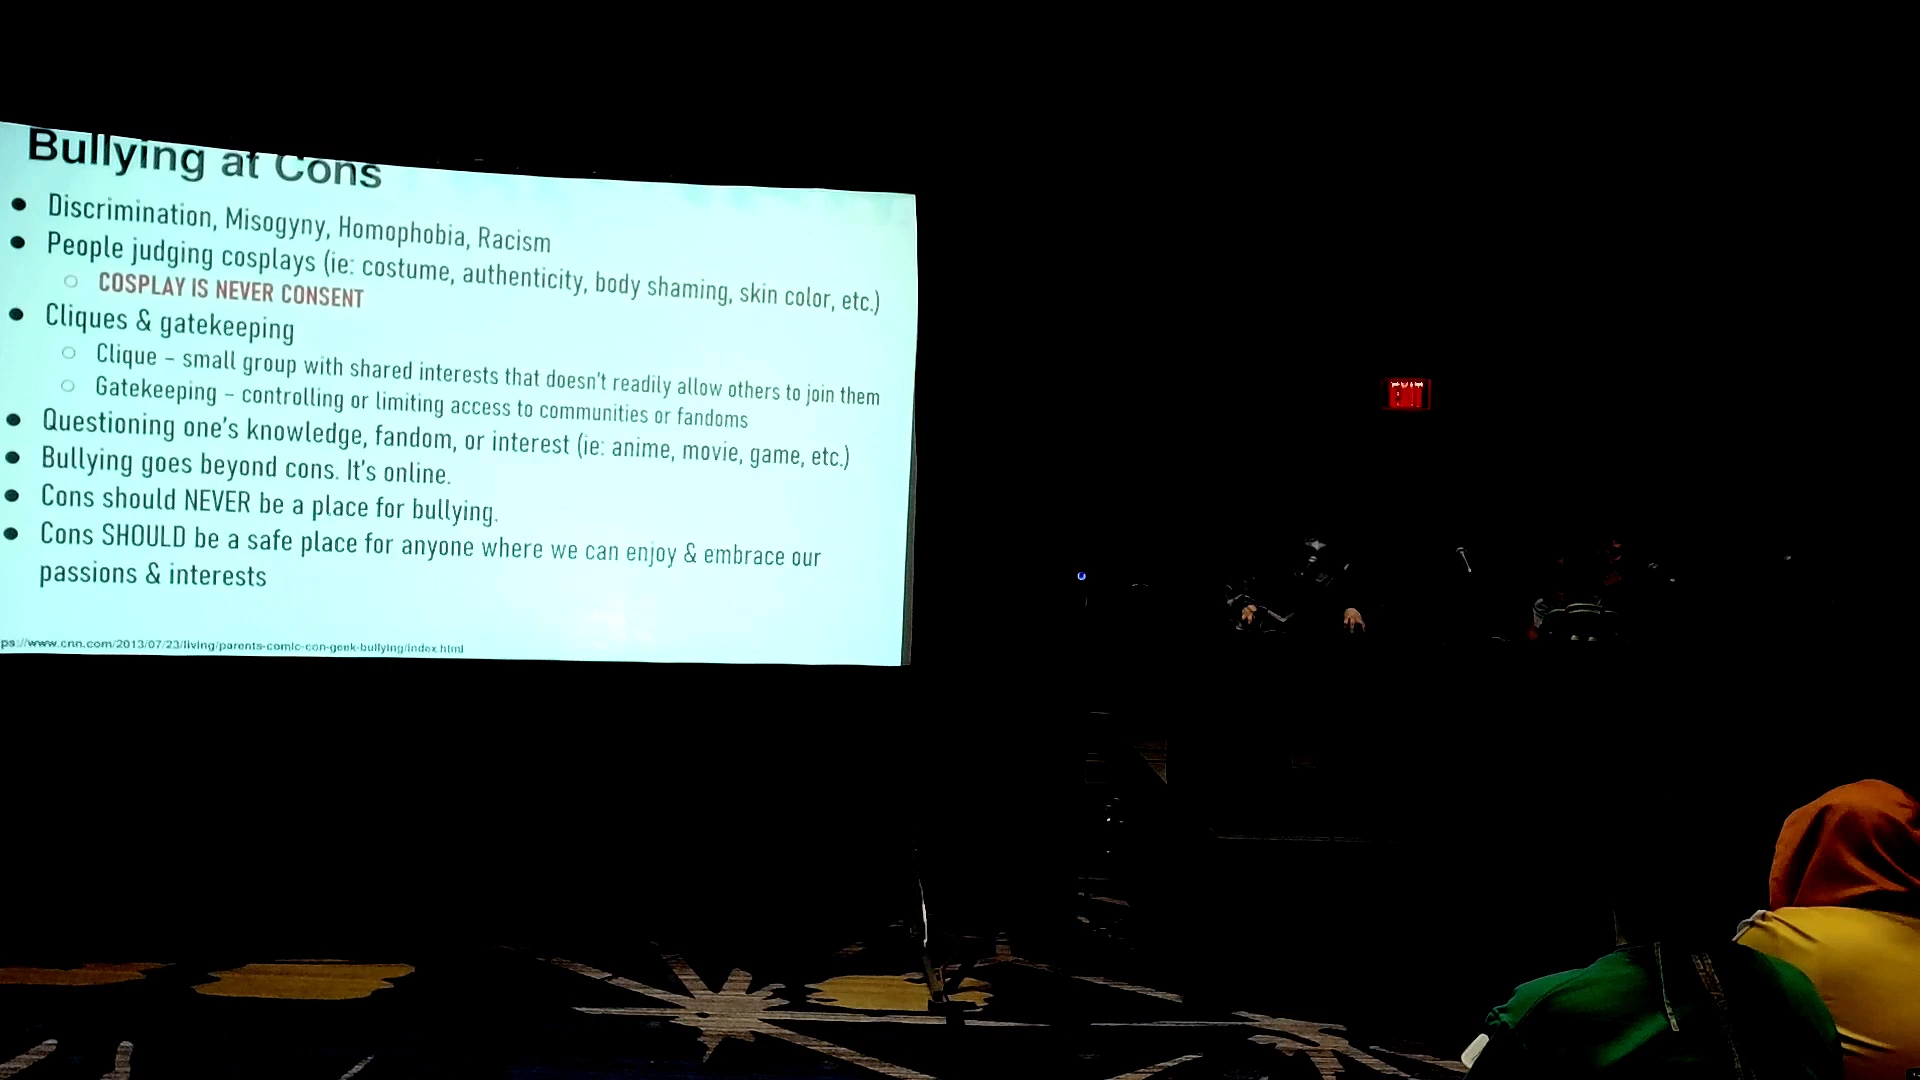 Bullying at Cons
● Discrimination, Misogyny, Homophobia, Racism
● People judging cosplays (ie: costume, authenticity, body shaming, skin color, etc.)
○ COSPLAY IS NEVER CONSENT
● Cliques & gatekeeping
○ Clique – small group with shared interests that doesn't readily allow others to join them
○ Gatekeeping – controlling or limiting access to communities or fandoms
● Questioning one's knowledge, fandom, or interest (ie: anime, movie, game, etc.)
● Bullying goes beyond cons. It's online.
● Cons should NEVER be a place for bullying.
● Cons SHOULD be a safe place for anyone where we can enjoy & embrace our
passions & interests
ps://www.cnn.com/2013/07/23/living/parents-comic-con-geek-bullying/index.html
EXIT